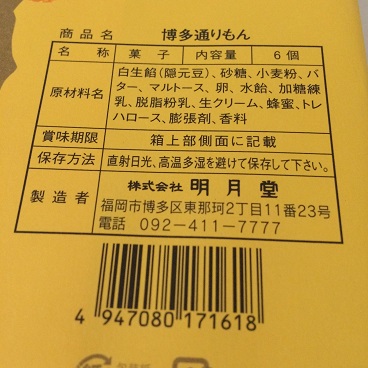 商品名 博多通りもん
名称 菓子 内容量 6個
原材料名 白生餡(隠元豆)、砂糖、小麦粉、バ
ター、マルトース、卵、水飴、加糖練
乳、脱脂粉乳、生クリーム、蜂蜜、トレ
ハロース、膨張剤、香料
賞味期限 箱上部側面に記載
保存方法 直射日光、高温多湿を避けて保存して下さい。
製造者 株式会社 明月堂
福岡市博多区東那珂2丁目11番23号
電話 092-411-7777
4 947080 171618